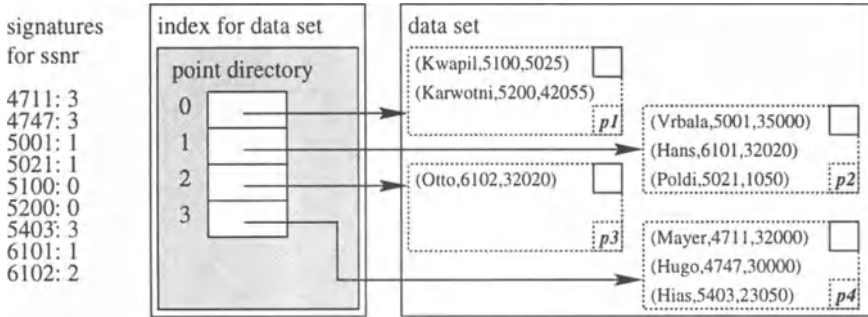 signatures
for ssnr
4711: 3
4747: 3
5001: 1
5021: 1
5100: 0
5200: 0
5403: 3
6101: 1
6102: 2
index for data set
point directory
0
1
2
3
data set
(Kwapil,5100,5025)
(Karwotni,5200,42055)
p1
(Vrbala,5001,35000)
(Hans,6101,32020)
(Poldi,5021,1050)
p2
(Otto,6102,32020)
p3
(Mayer,4711,32000)
(Hugo,4747,30000)
(Hias,5403,23050)
p4